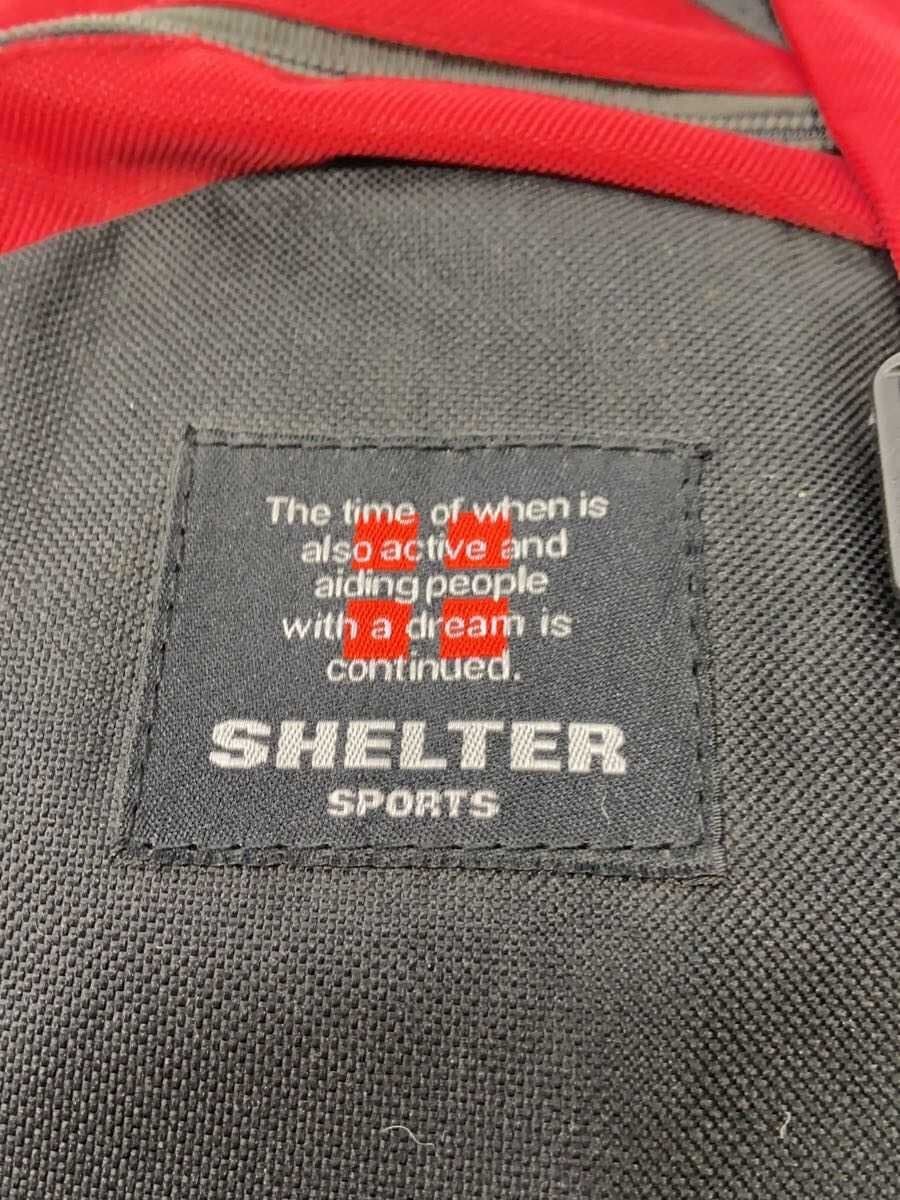 The time of when is
also active and
aiding people
with a dream is
continued.
SHELTER
SPORTS